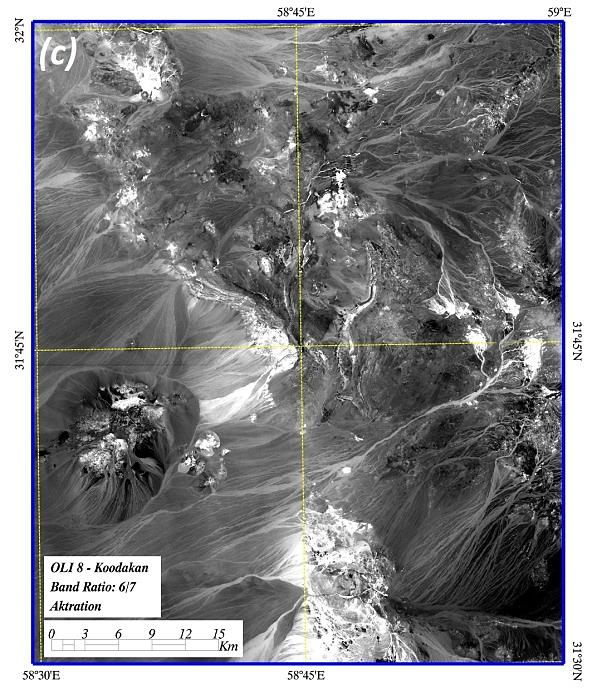 58°45'E 59°E
32°N
(c)
31°45'N 31°45'N
OLI 8 - Koodakan
Band Ratio: 6/7
Aktration
0 3 6 9 12 15
Km
31°30'N
58°30'E 58°45'E